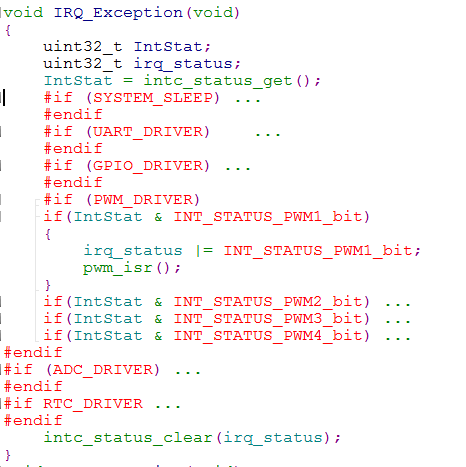 void IRQ_Exception(void)
{
    uint32_t IntStat;
    uint32_t irq_status;
    IntStat = intc_status_get();
    #if (SYSTEM_SLEEP) ...
    #endif
    #if (UART_DRIVER)     ...
    #endif
    #if (GPIO_DRIVER) ...
    #endif
    #if (PWM_DRIVER)
    if(IntStat & INT_STATUS_PWM1_bit)
    {
        irq_status |= INT_STATUS_PWM1_bit;
        pwm_isr();
    }
    if(IntStat & INT_STATUS_PWM2_bit) ...
    if(IntStat & INT_STATUS_PWM3_bit) ...
    if(IntStat & INT_STATUS_PWM4_bit) ...
#endif
#if (ADC_DRIVER) ...
#endif
#if RTC_DRIVER ...
#endif
    intc_status_clear(irq_status);
}